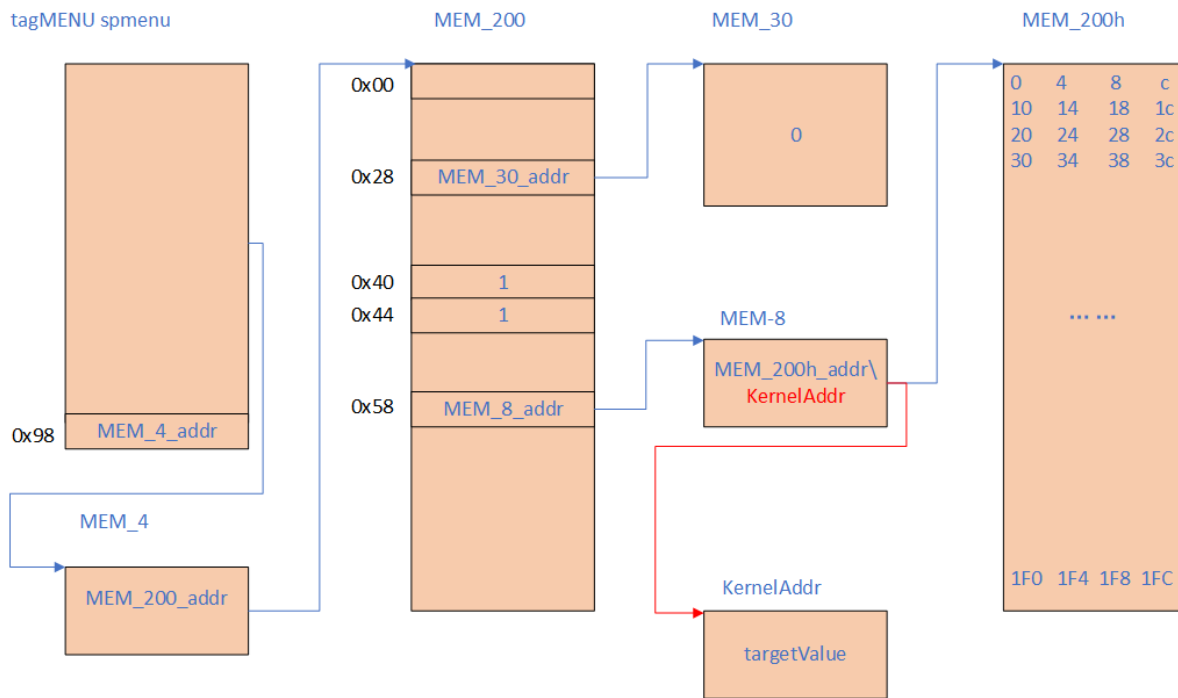 tagMENU spmenu
MEM_200
MEM_30
MEM_200h
0x00
0x28
MEM_30_addr
0x40
1
0x44
1
0x58
MEM_8_addr
0
0 4 8 c
10 14 18 1c
20 24 28 2c
30 34 38 3c
... ...
1F0 1F4 1F8 1FC
MEM-8
MEM_200h_addr\
KernelAddr
0x98
MEM_4_addr
MEM_4
MEM_200_addr
KernelAddr
targetValue